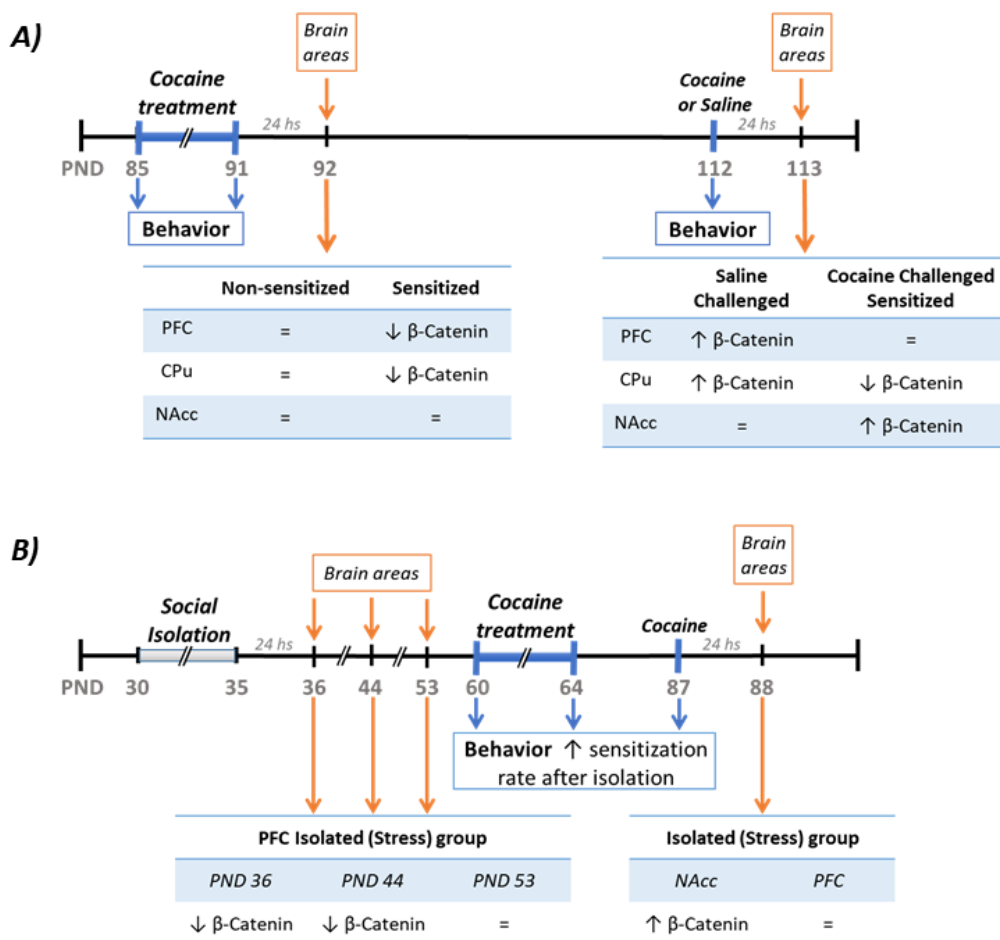 A)
Brain
areas
Brain
areas
Cocaine
treatment
Cocaine
or Saline
24 hs
24 hs
PND 85 91 92 112 113
Behavior
Behavior
Non-sensitized Sensitized
PFC = ↓ β-Catenin
CPu = ↓ β-Catenin
NAcc = =
Saline
Challenged
Cocaine Challenged
Sensitized
PFC ↑ β-Catenin =
CPu ↑ β-Catenin ↓ β-Catenin
NAcc = ↑ β-Catenin
B)
Brain areas
Brain
areas
Social
Isolation
Cocaine
treatment
Cocaine
24 hs
24 hs
PND 30 35 36 44 53 60 64 87 88
Behavior ↑ sensitization
rate after isolation
PFC Isolated (Stress) group
PND 36 PND 44 PND 53
↓ β-Catenin ↓ β-Catenin =
Isolated (Stress) group
NAcc PFC
↑ β-Catenin =